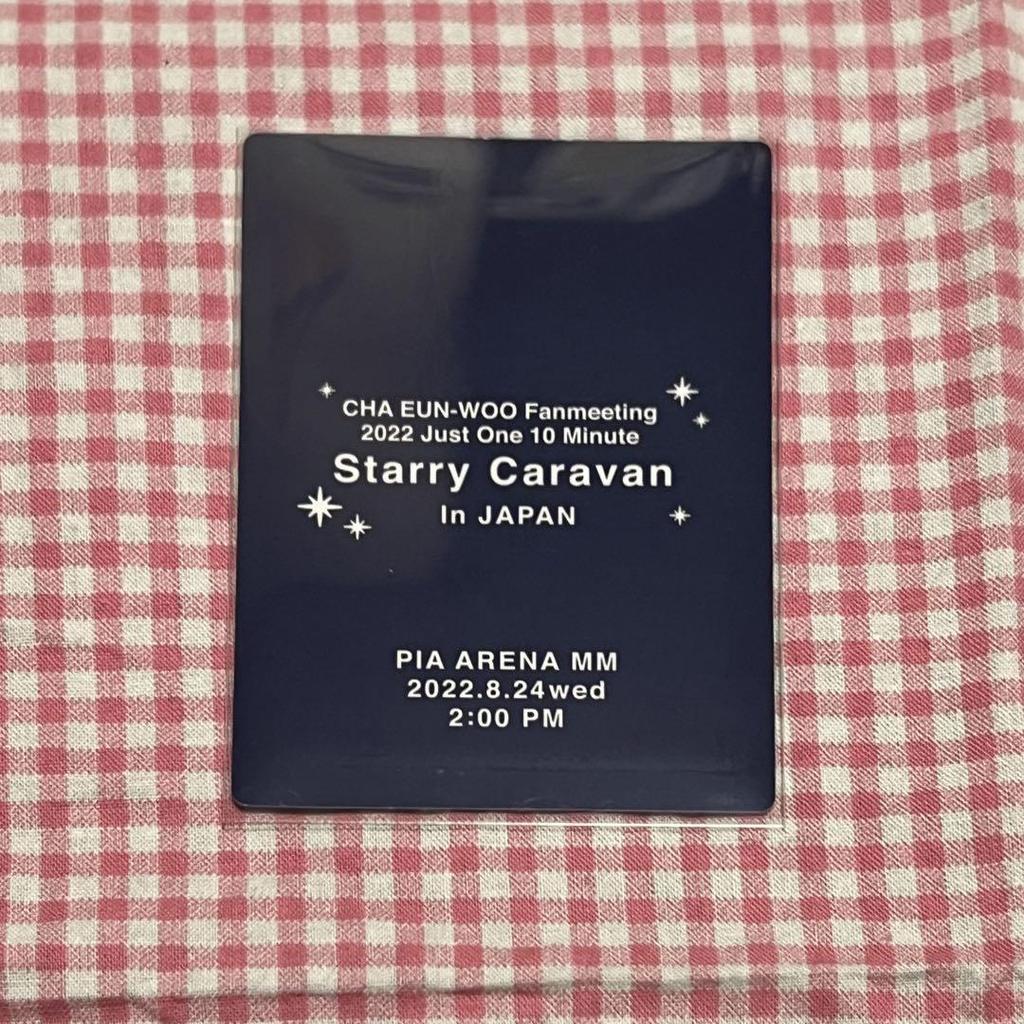 CHA EUN-WOO Fanmeeting
2022 Just One 10 Minute
Starry Caravan
In JAPAN
PIA ARENA MM
2022.8.24wed
2:00 PM